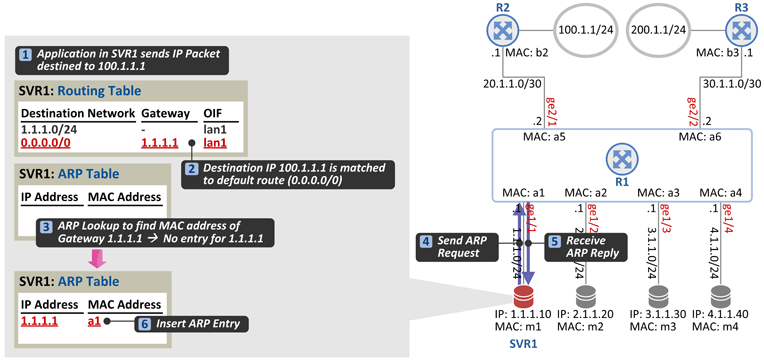 1 Application in SVR1 sends IP Packet
destined to 100.1.1.1
SVR1: Routing Table
Destination Network Gateway OIF
1.1.1.0/24 - lan1
0.0.0.0/0 1.1.1.1 lan1
2 Destination IP 100.1.1.1 is matched
to default route (0.0.0.0/0)
SVR1: ARP Table
IP Address MAC Address
3 ARP Lookup to find MAC address of
Gateway 1.1.1.1 → No entry for 1.1.1.1
SVR1: ARP Table
IP Address MAC Address
1.1.1.1 a1
6 Insert ARP Entry
R2 R3
100.1.1.1/24 200.1.1/24
.1 MAC: b2 MAC: b3 .1
20.1.1.0/30 30.1.1.0/30
ge2/1 ge2/2
.2 .2
MAC: a5 MAC: a6
R1
MAC: a1 MAC: a2 MAC: a3 MAC: a4
.1 .1 .1 .1
ge1/1 ge1/2 ge1/3 ge1/4
1.1.1.0/24 3.1.1.0/24 4.1.1.0/24
4 Send ARP
Request
5 Receive
ARP Reply
IP: 1.1.1.10 IP: 2.1.1.20 IP: 3.1.1.30 IP: 4.1.1.40
MAC: m1 MAC: m2 MAC: m3 MAC: m4
SVR1